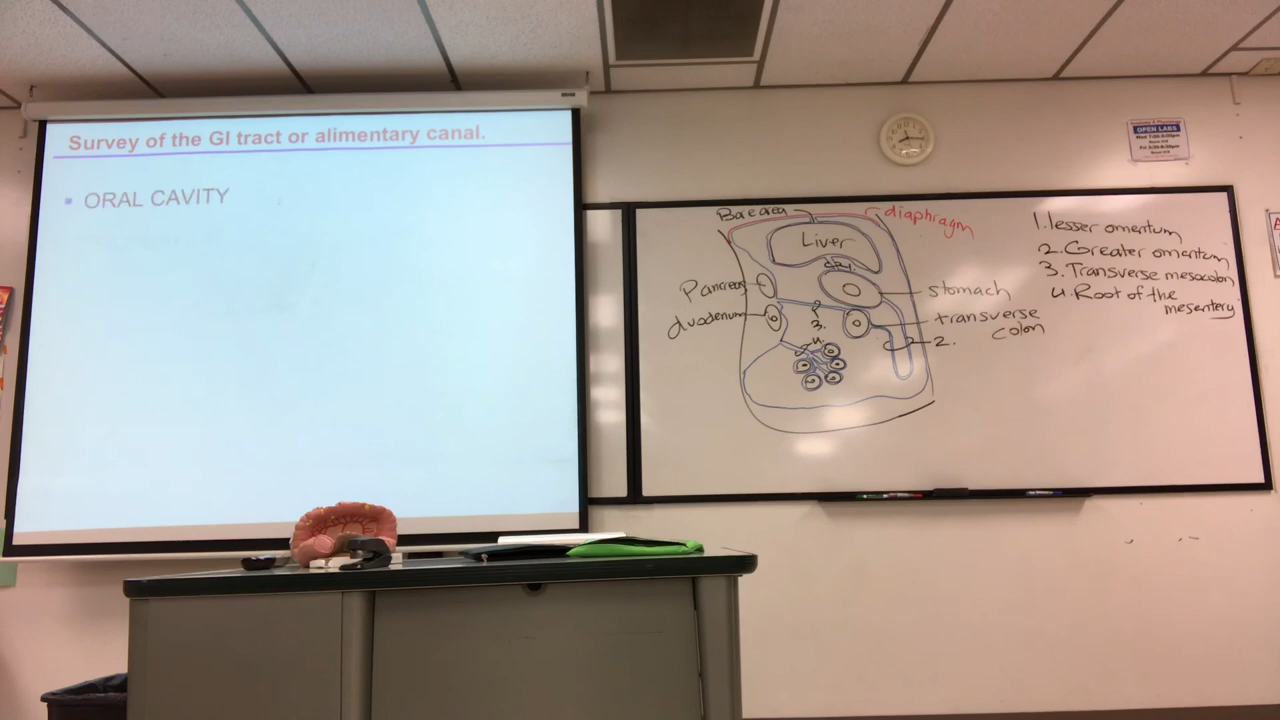 Survey of the GI tract or alimentary canal.
ORAL CAVITY
Bare area
diaphragm
Liver
Pancreas
stomach
duodenum
transverse
colon
3.
4.
2.
1. lesser omentum
2. Greater omentum
3. Transverse mesocolon
4. Root of the
mesentery
Anatomy & Physiology
OPEN LABS